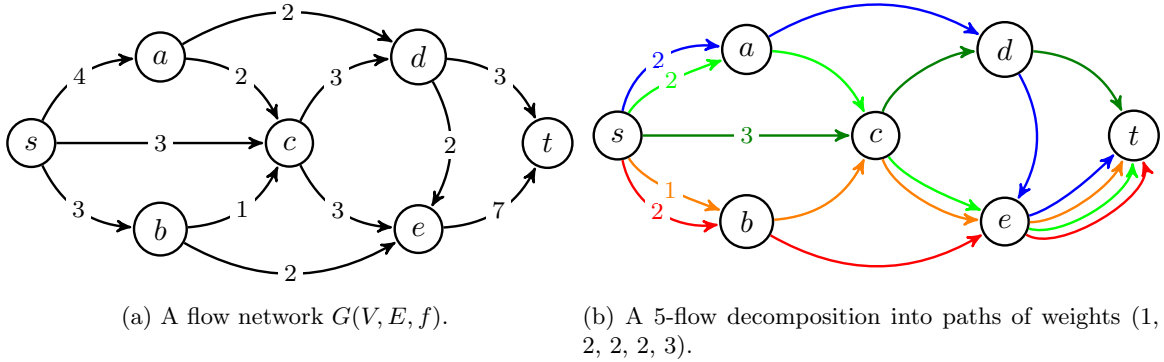 2
a
d
4
2
3
3
s
3
c
2
t
3
1
3
7
b
e
2
(a) A flow network G(V, E, f).
a
d
2
2
s
3
c
t
1
2
b
e
(b) A 5-flow decomposition into paths of weights (1,
2, 2, 2, 3).